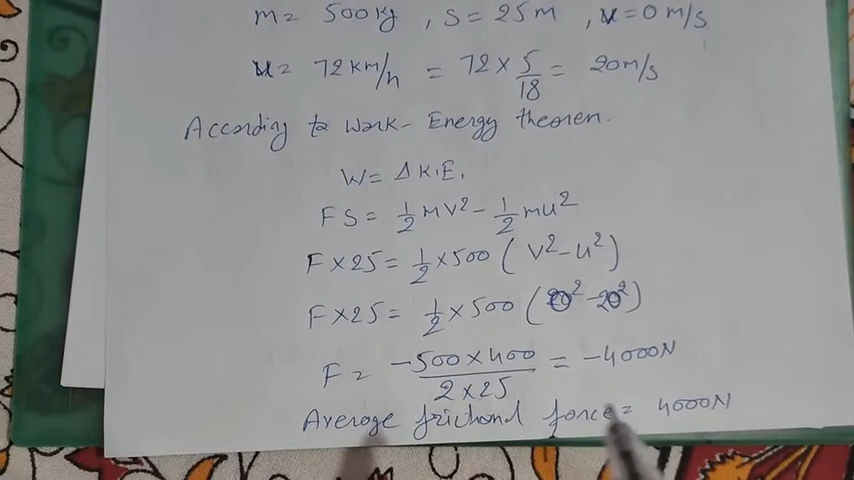 m = 500kg , S = 25m , v = 0 m/s
u = 72 km/h = 72 × 5/18 = 20m/s
According to work-Energy theorem.
W = Δ K.E.
FS = 1/2 mv² - 1/2 mu²
F×25 = 1/2 × 500 ( v² - u² )
F×25 = 1/2 × 500 ( 0² - 20² )
F = -500×400 / 2×25 = -4000N
Average frictional force = 4000N